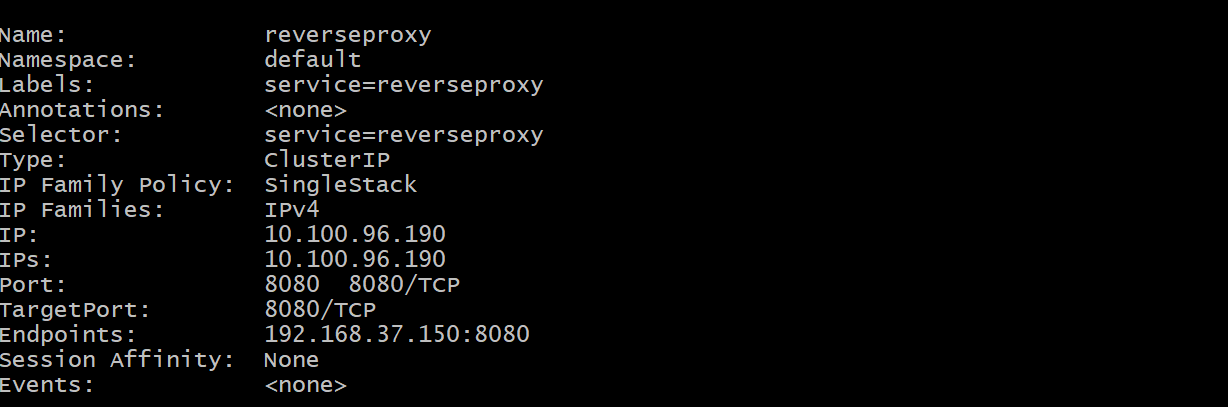 Name: reverseproxy
Namespace: default
Labels: service=reverseproxy
Annotations: <none>
Selector: service=reverseproxy
Type: ClusterIP
IP Family Policy: SingleStack
IP Families: IPv4
IP: 10.100.96.190
IPs: 10.100.96.190
Port: 8080 8080/TCP
TargetPort: 8080/TCP
Endpoints: 192.168.37.150:8080
Session Affinity: None
Events: <none>